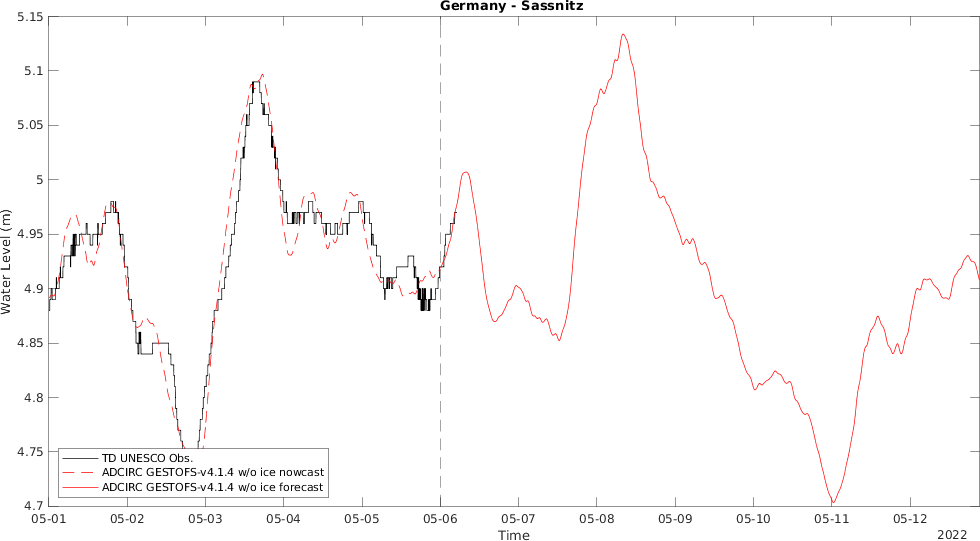 Germany - Sassnitz
5.15
5.1
5.05
5
4.95
4.9
4.85
4.8
4.75
4.7
Water Level (m)
TD UNESCO Obs.
ADCIRC GESTOFS-v4.1.4 w/o ice nowcast
ADCIRC GESTOFS-v4.1.4 w/o ice forecast
05-01 05-02 05-03 05-04 05-05 05-06 05-07 05-08 05-09 05-10 05-11 05-12
Time
2022